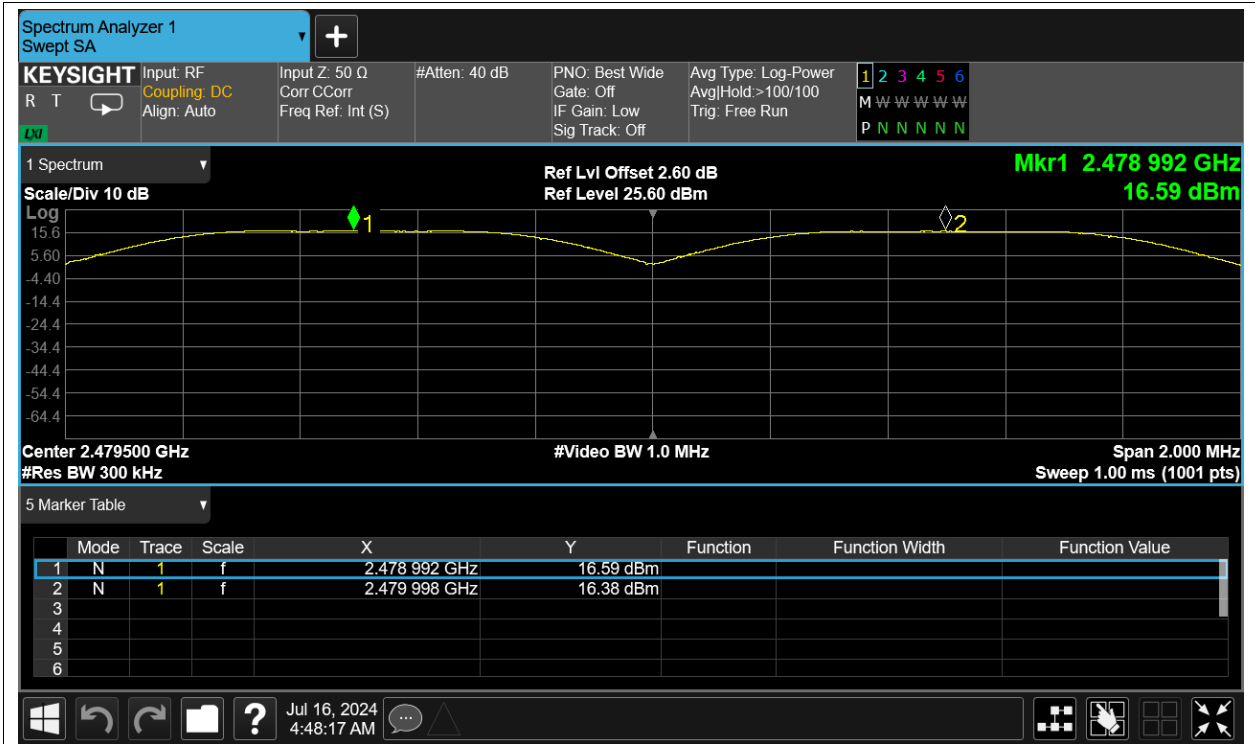 Spectrum Analyzer 1
Swept SA
KEYSIGHT Input: RF Input Z: 50 Ω #Atten: 40 dB PNO: Best Wide Avg Type: Log-Power 1 2 3 4 5 6
R T Coupling: DC Corr CCorr Gate: Off Avg|Hold:>100/100 M W W W W W
Align: Auto Freq Ref: Int (S) IF Gain: Low Trig: Free Run
LXI Sig Track: Off P N N N N N
1 Spectrum Ref Lvl Offset 2.60 dB Mkr1 2.478 992 GHz
Scale/Div 10 dB Ref Level 25.60 dBm 16.59 dBm
Log
1 2
15.6
5.60
-4.40
-14.4
-24.4
-34.4
-44.4
-54.4
-64.4
Center 2.479500 GHz #Video BW 1.0 MHz Span 2.000 MHz
#Res BW 300 kHz Sweep 1.00 ms (1001 pts)
5 Marker Table
Mode Trace Scale X Y Function Function Width Function Value
1 N 1 f 2.478 992 GHz 16.59 dBm
2 N 1 f 2.479 998 GHz 16.38 dBm
3
4
5
6
? Jul 16, 2024
4:48:17 AM